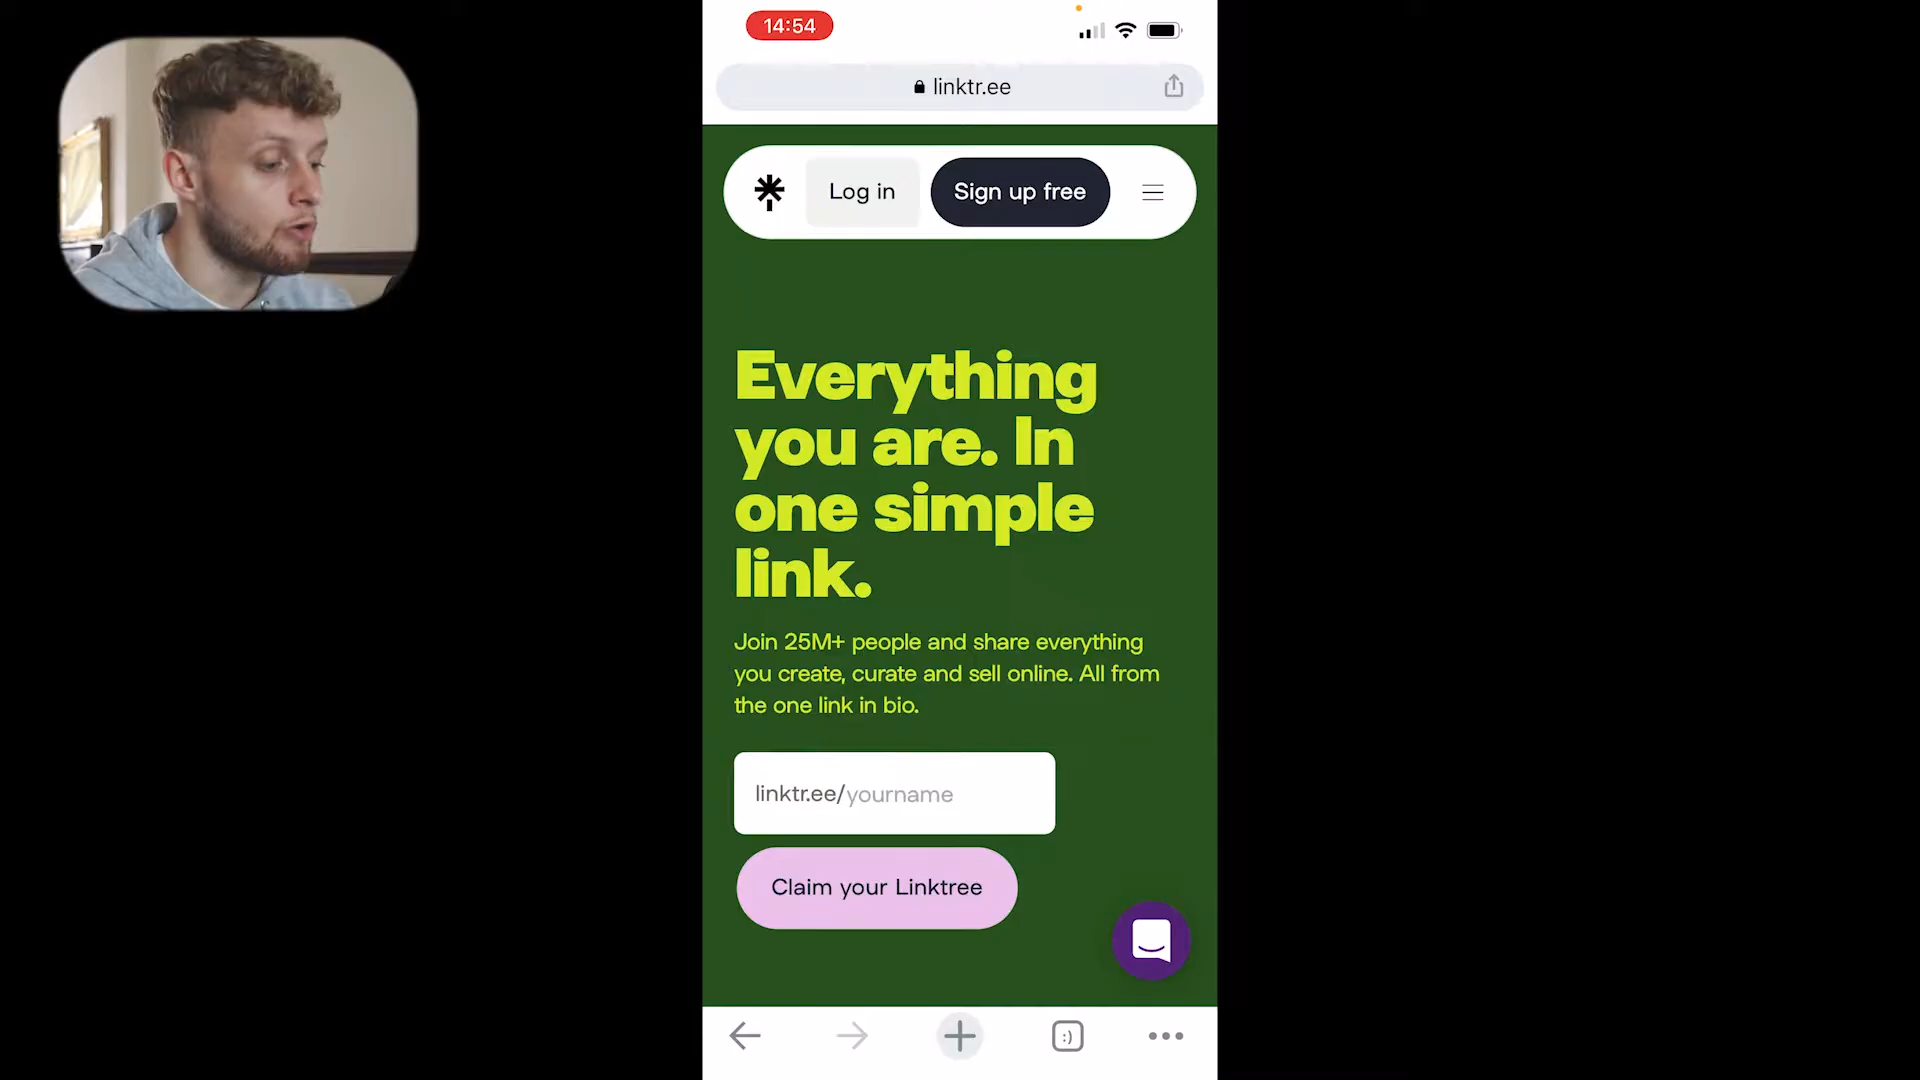 14:54
linktr.ee
Log in
Sign up free
Everything
you are. In
one simple
link.
Join 25M+ people and share everything
you create, curate and sell online. All from
the one link in bio.
linktr.ee/yourname
Claim your Linktree
:)